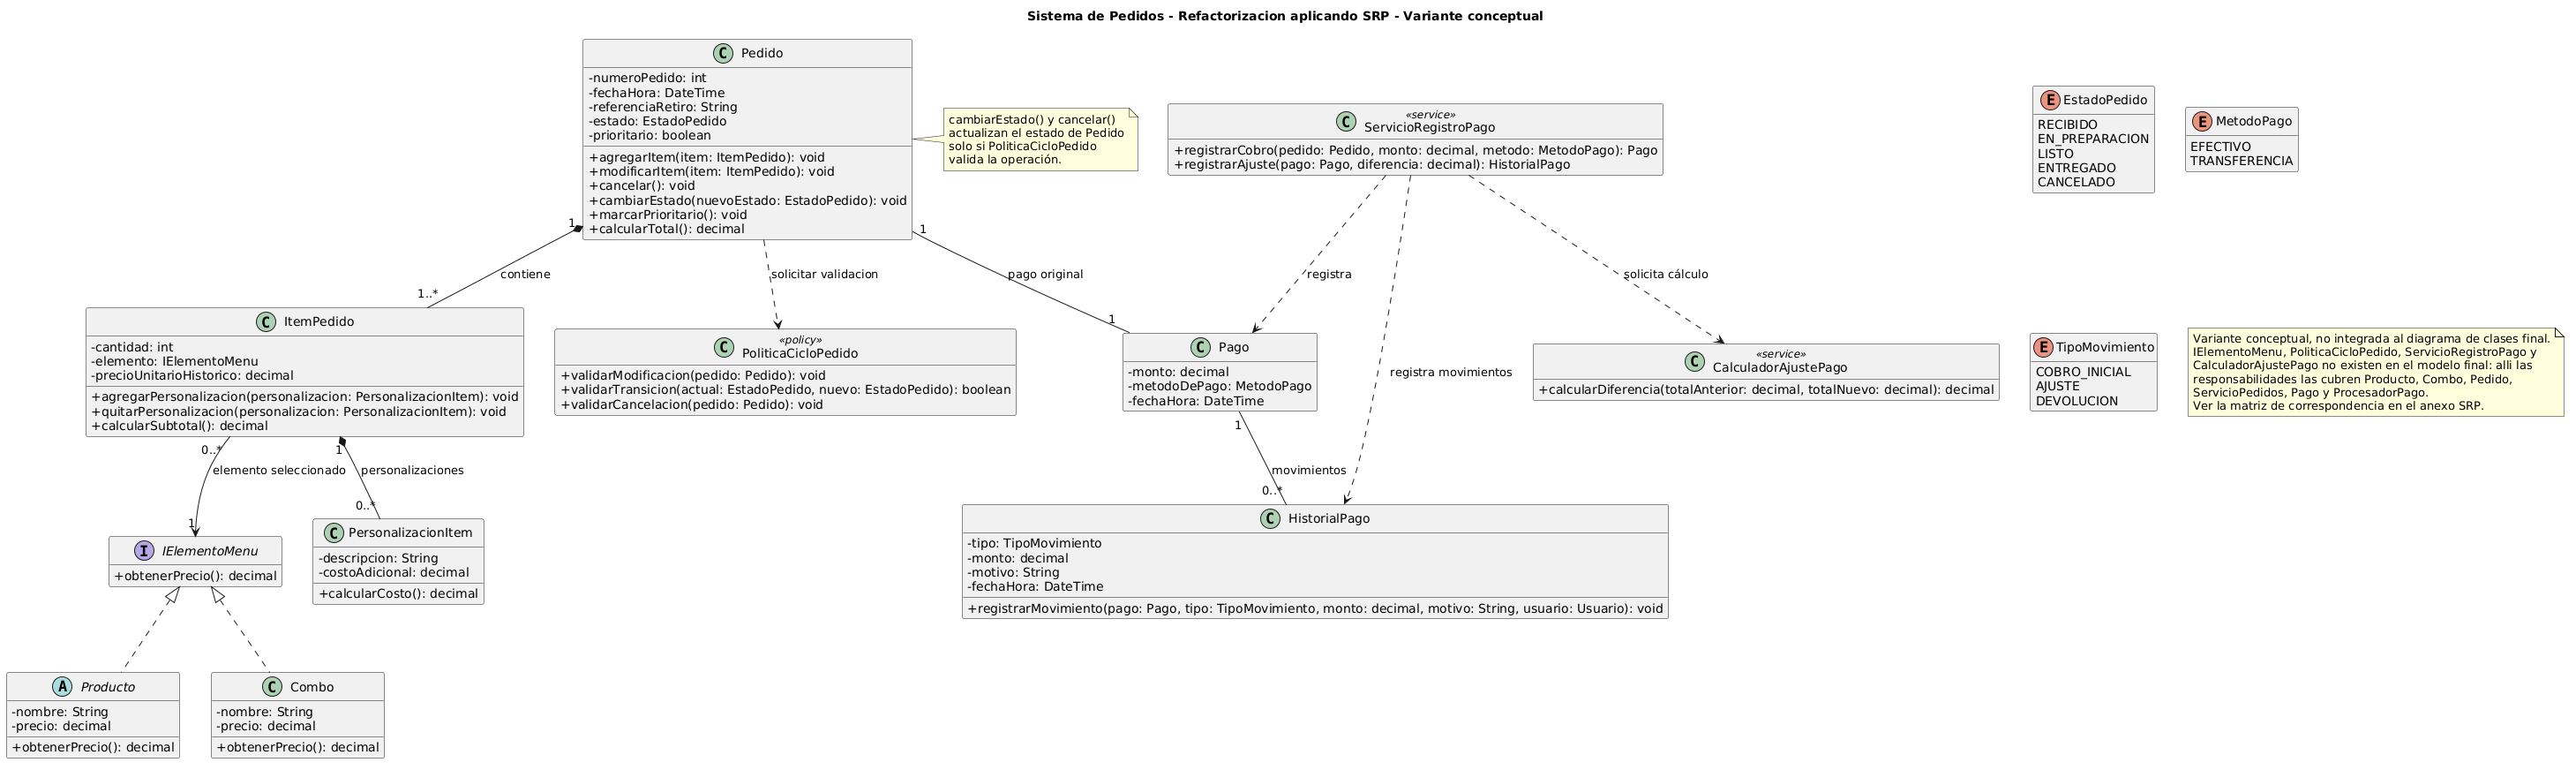 Sistema de Pedidos - Refactorizacion aplicando SRP - Variante conceptual
C Pedido
-numeroPedido: int
-fechaHora: DateTime
-referenciaRetiro: String
-estado: EstadoPedido
-prioritario: boolean
+agregarItem(item: ItemPedido): void
+modificarItem(item: ItemPedido): void
+cancelar(): void
+cambiarEstado(nuevoEstado: EstadoPedido): void
+marcarPrioritario(): void
+calcularTotal(): decimal
cambiarEstado() y cancelar()
actualizan el estado de Pedido
solo si PoliticaCicloPedido
valida la operación.
C «service»
ServicioRegistroPago
+registrarCobro(pedido: Pedido, monto: decimal, metodo: MetodoPago): Pago
+registrarAjuste(pago: Pago, diferencia: decimal): HistorialPago
E EstadoPedido
RECIBIDO
EN_PREPARACION
LISTO
ENTREGADO
CANCELADO
E MetodoPago
EFECTIVO
TRANSFERENCIA
1
contiene
1..*
solicitar validacion
1
pago original
1
registra
registra movimientos
solicita cálculo
C ItemPedido
-cantidad: int
-elemento: IElementoMenu
-precioUnitarioHistorico: decimal
+agregarPersonalizacion(personalizacion: PersonalizacionItem): void
+quitarPersonalizacion(personalizacion: PersonalizacionItem): void
+calcularSubtotal(): decimal
C «policy»
PoliticaCicloPedido
+validarModificacion(pedido: Pedido): void
+validarTransicion(actual: EstadoPedido, nuevo: EstadoPedido): boolean
+validarCancelacion(pedido: Pedido): void
C Pago
-monto: decimal
-metodoDePago: MetodoPago
-fechaHora: DateTime
C «service»
CalculadorAjustePago
+calcularDiferencia(totalAnterior: decimal, totalNuevo: decimal): decimal
E TipoMovimiento
COBRO_INICIAL
AJUSTE
DEVOLUCION
Variante conceptual, no integrada al diagrama de clases final.
IElementoMenu, PoliticaCicloPedido, ServicioRegistroPago y
CalculadorAjustePago no existen en el modelo final: alli las
responsabilidades las cubren Producto, Combo, Pedido,
ServicioPedidos, Pago y ProcesadorPago.
Ver la matriz de correspondencia en el anexo SRP.
0..*
elemento seleccionado
1
1
personalizaciones
0..*
1
movimientos
0..*
I IElementoMenu
+obtenerPrecio(): decimal
C PersonalizacionItem
-descripcion: String
-costoAdicional: decimal
+calcularCosto(): decimal
C HistorialPago
-tipo: TipoMovimiento
-monto: decimal
-motivo: String
-fechaHora: DateTime
+registrarMovimiento(pago: Pago, tipo: TipoMovimiento, monto: decimal, motivo: String, usuario: Usuario): void
A Producto
-nombre: String
-precio: decimal
+obtenerPrecio(): decimal
C Combo
-nombre: String
-precio: decimal
+obtenerPrecio(): decimal